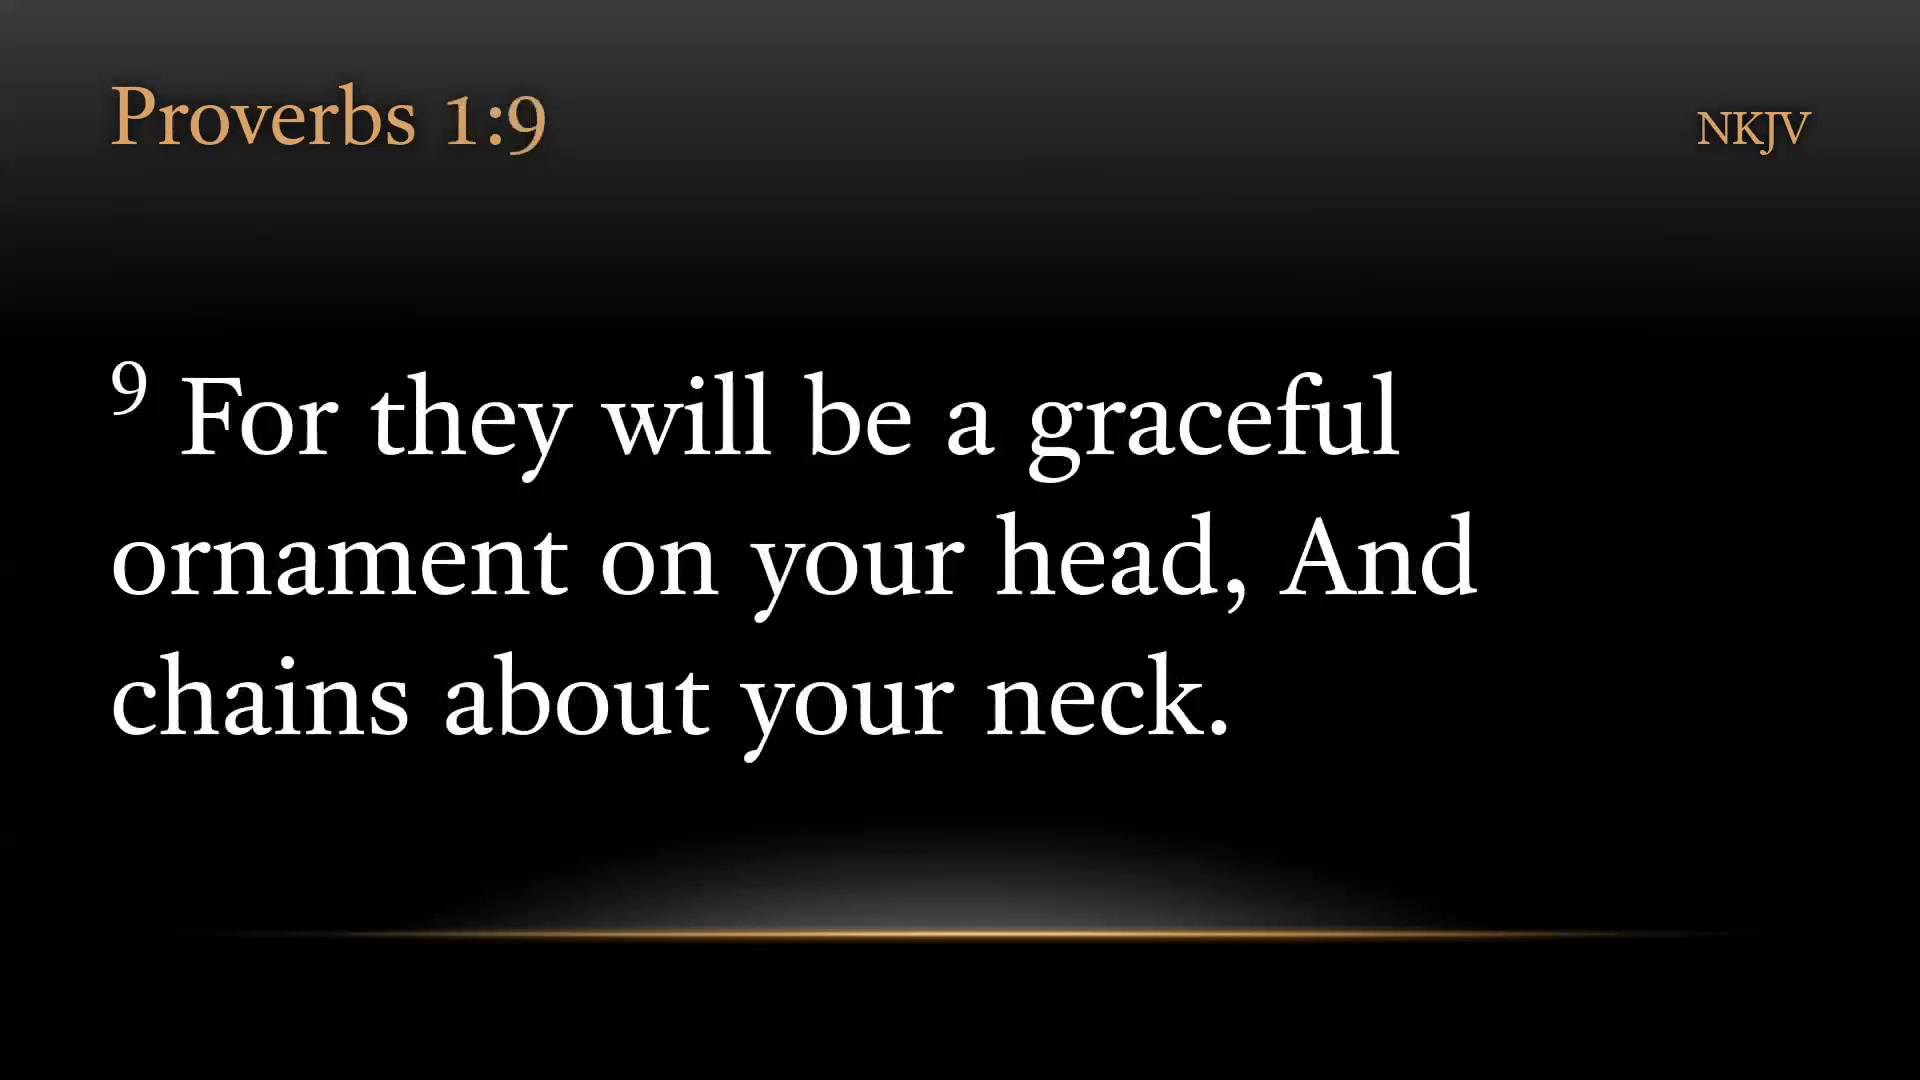 Proverbs 1:9
NKJV
9 For they will be a graceful
ornament on your head, And
chains about your neck.